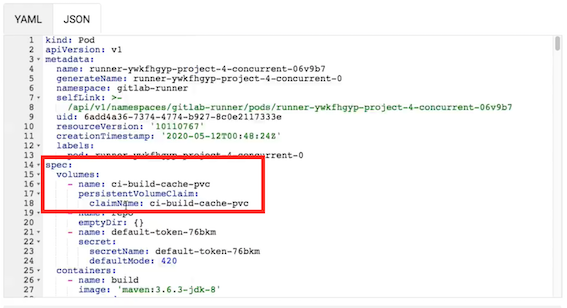 YAML
JSON
1 kind: Pod
2 apiVersion: v1
3 metadata:
4 name: runner-ywkfhgyp-project-4-concurrent-06v9b7
5 generateName: runner-ywkfhgyp-project-4-concurrent-0
6 namespace: gitlab-runner
7 selfLink: >-
8 /api/v1/namespaces/gitlab-runner/pods/runner-ywkfhgyp-project-4-concurrent-06v9b7
9 uid: 6add4a36-7374-4774-b927-8c0e2117333e
10 resourceVersion: '10110767'
11 creationTimestamp: '2020-05-12T00:48:24Z'
12 labels:
13 pod: runner-ywkfhgyp-project-4-concurrent-0
14 spec:
15 volumes:
16 - name: ci-build-cache-pvc
17 persistentVolumeClaim:
18 claimName: ci-build-cache-pvc
19 - name: repo
20 emptyDir: {}
21 - name: default-token-76bkm
22 secret:
23 secretName: default-token-76bkm
24 defaultMode: 420
25 containers:
26 - name: build
27 image: 'maven:3.6.3-jdk-8'